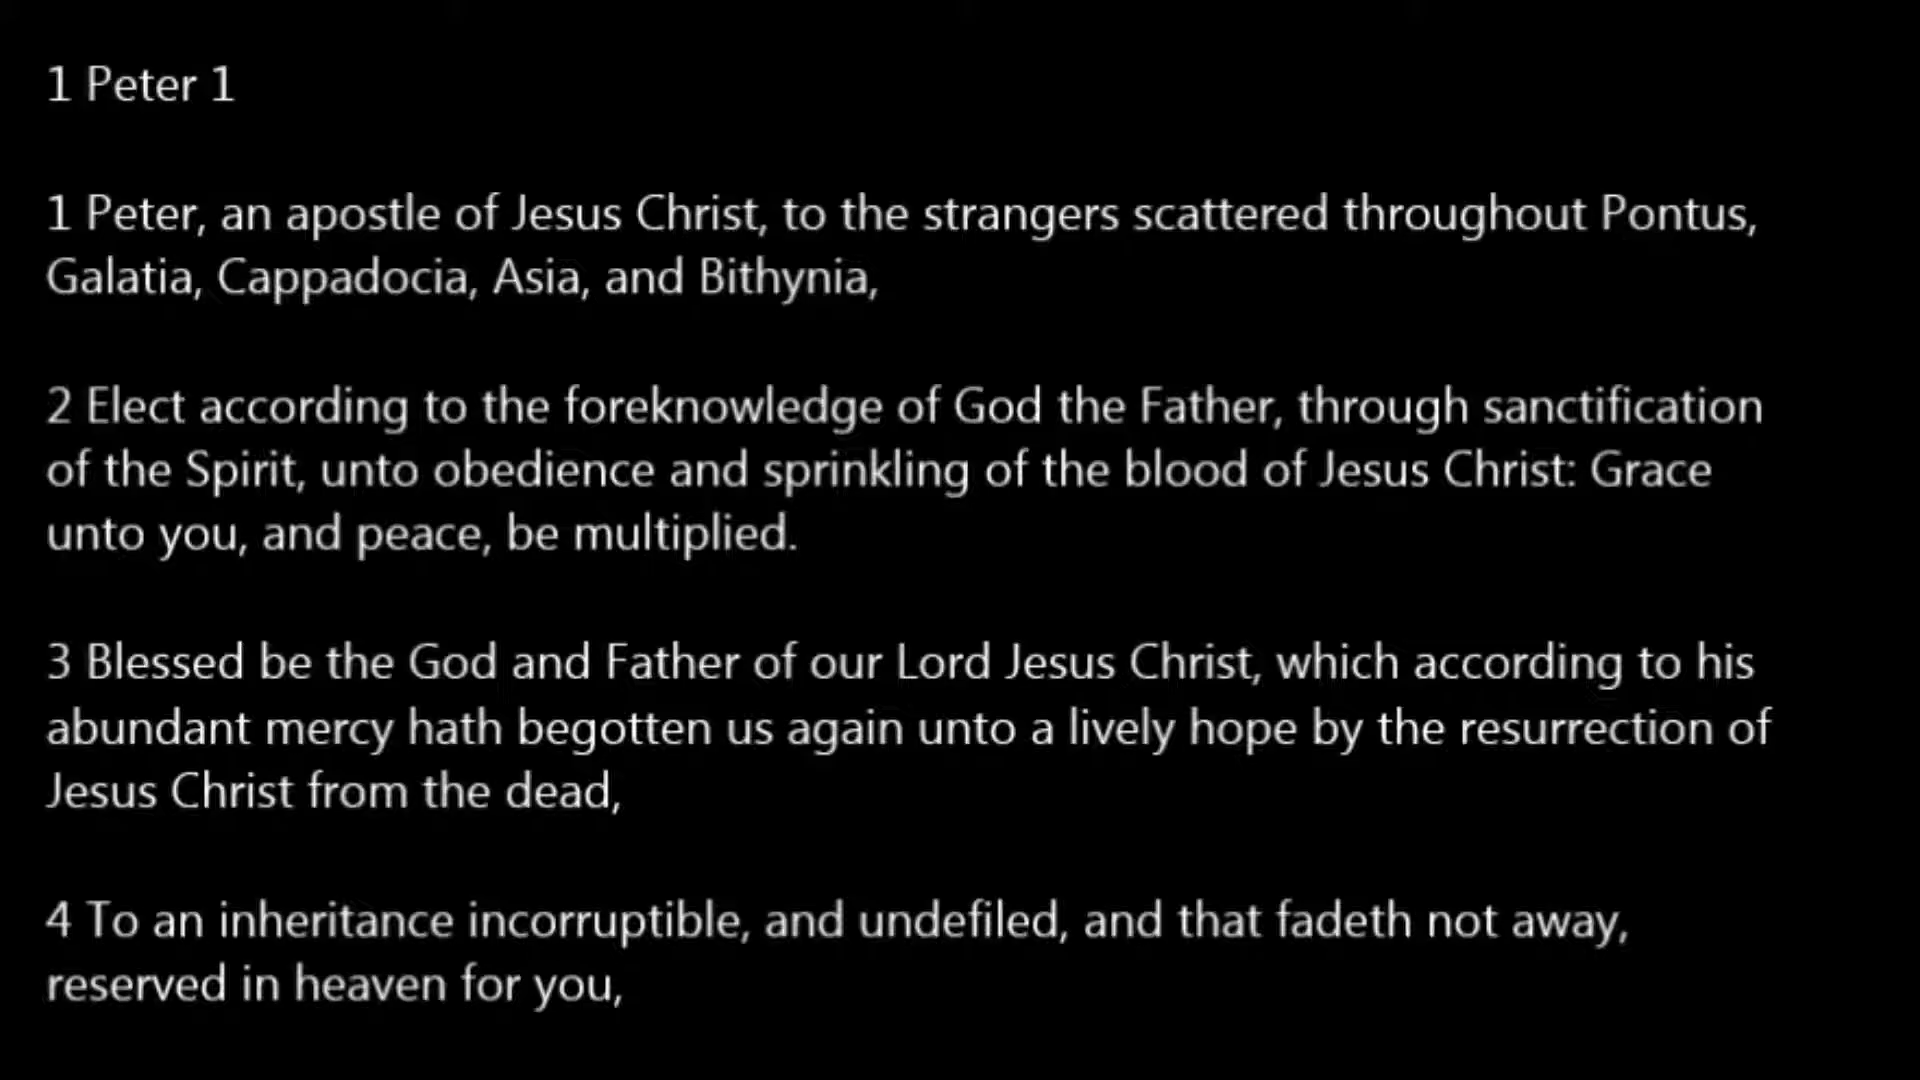 1 Peter 1
1 Peter, an apostle of Jesus Christ, to the strangers scattered throughout Pontus,
Galatia, Cappadocia, Asia, and Bithynia,
2 Elect according to the foreknowledge of God the Father, through sanctification
of the Spirit, unto obedience and sprinkling of the blood of Jesus Christ: Grace
unto you, and peace, be multiplied.
3 Blessed be the God and Father of our Lord Jesus Christ, which according to his
abundant mercy hath begotten us again unto a lively hope by the resurrection of
Jesus Christ from the dead,
4 To an inheritance incorruptible, and undefiled, and that fadeth not away,
reserved in heaven for you,